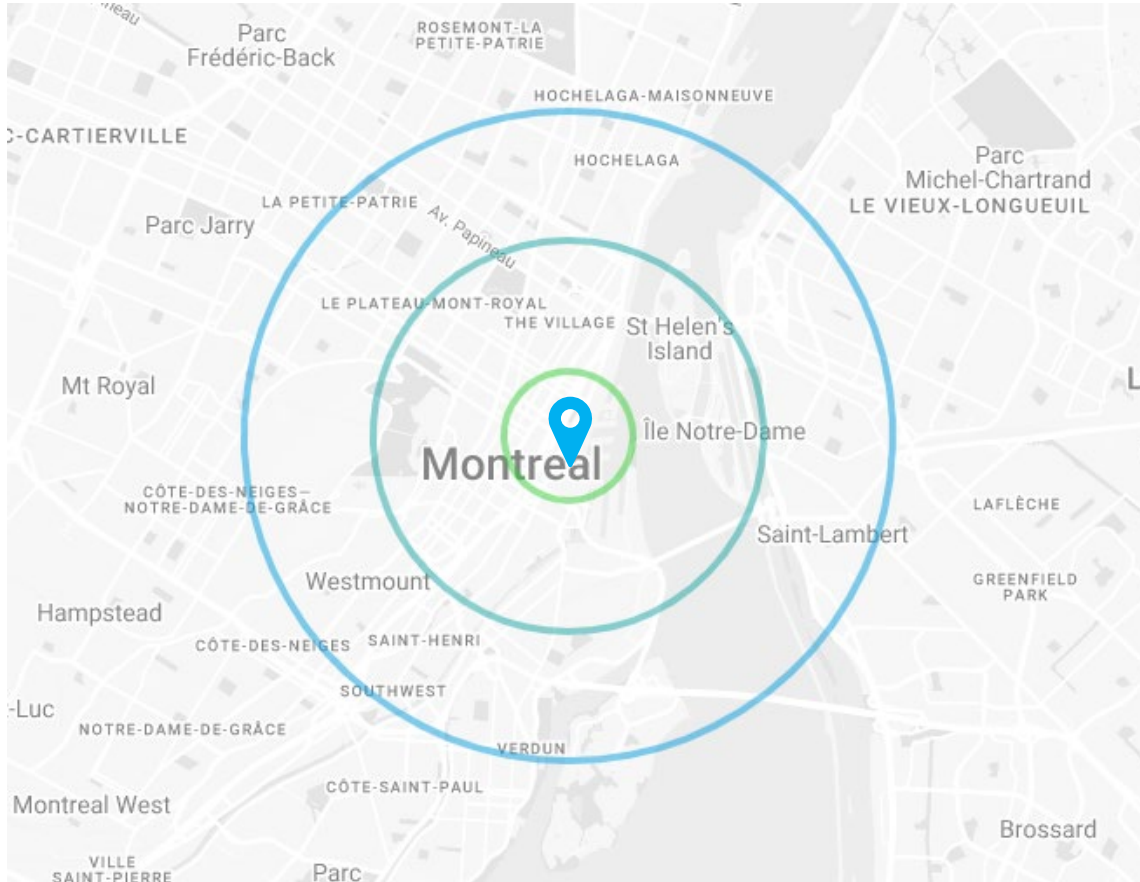 ROSEMONT-LA
PETITE-PATRIE
Parc
Frédéric-Back
HOCHELAGA-MAISONNEUVE
C-CARTIERVILLE
HOCHELAGA
Parc
Michel-Chartrand
LE VIEUX-LONGUEUIL
LA PETITE-PATRIE
Parc Jarry
Av. Papineau
LE PLATEAU-MONT-ROYAL
THE VILLAGE
St Helen's
Island
Mt Royal
L
Île Notre-Dame
Montreal
CÔTE-DES-NEIGES—
NOTRE-DAME-DE-GRÂCE
LAFLÈCHE
Saint-Lambert
Westmount
GREENFIELD
PARK
Hampstead
CÔTE-DES-NEIGES
SAINT-HENRI
SOUTHWEST
-Luc
NOTRE-DAME-DE-GRÂCE
VERDUN
CÔTE-SAINT-PAUL
Montreal West
Brossard
VILLE
SAINT-PIERRE
Parc